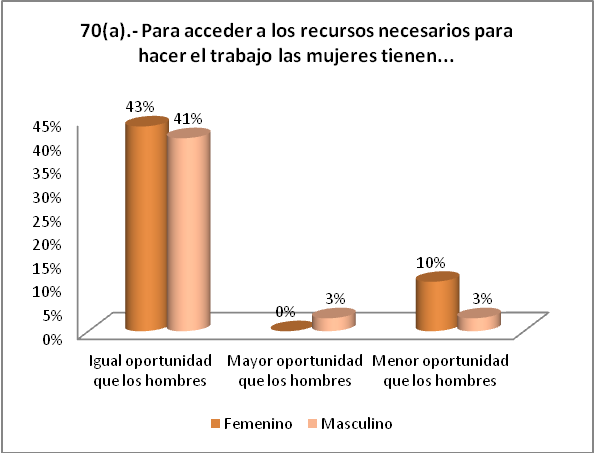 70(a).- Para acceder a los recursos necesarios para
hacer el trabajo las mujeres tienen...
43%
41%
0%
3%
10%
3%
45%
40%
35%
30%
25%
20%
15%
10%
5%
0%
Igual oportunidad
que los hombres
Mayor oportunidad
que los hombres
Menor oportunidad
que los hombres
Femenino
Masculino